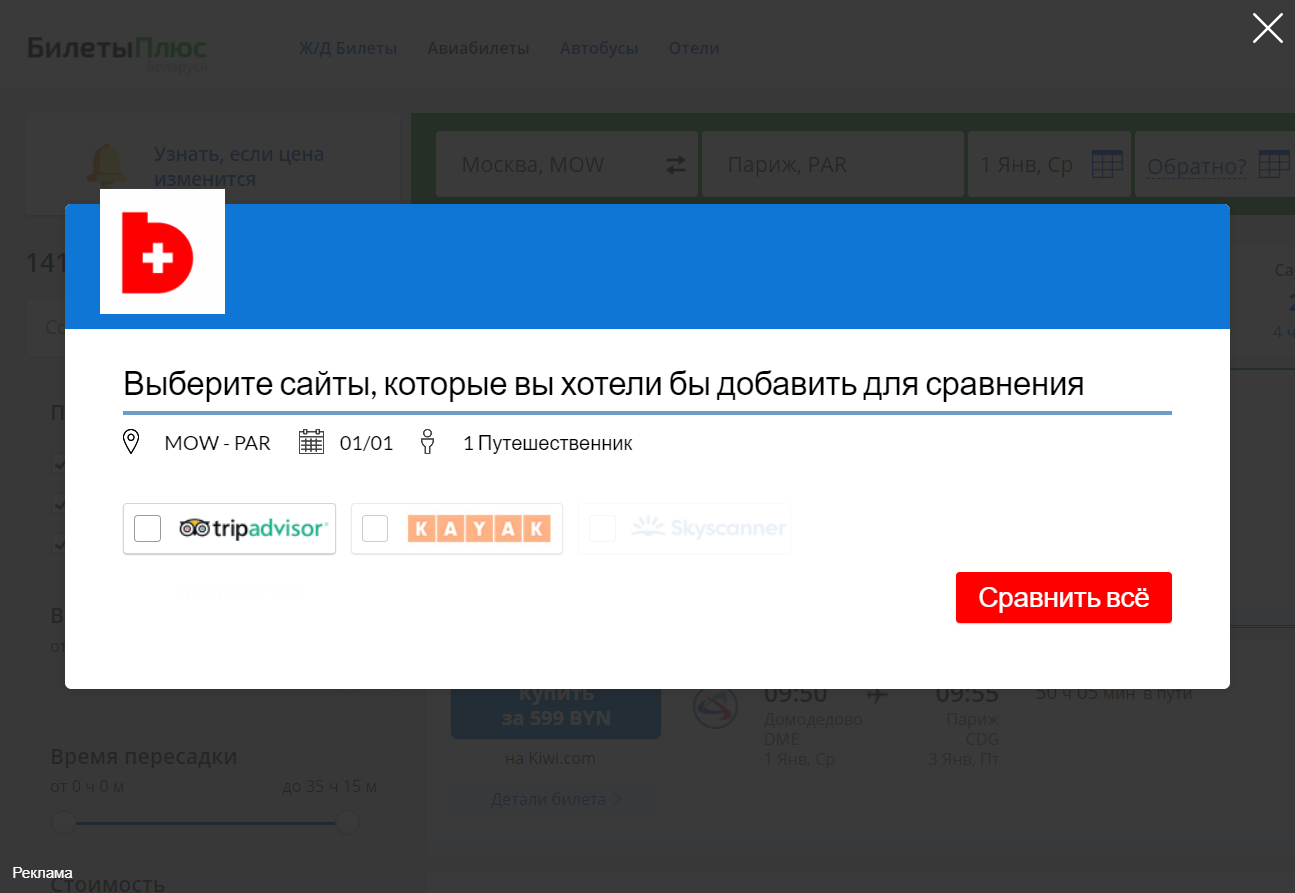 БилетыПлюс
Беларусь
Ж/Д Билеты Авиабилеты Автобусы Отели
Узнать, если цена
изменится
Москва, MOW Париж, PAR 1 Янв, Ср Обратно?
141
Выберите сайты, которые вы хотели бы добавить для сравнения
MOW - PAR 01/01 1 Путешественник
tripadvisor KAYAK Skyscanner
Сравнить всё
Купить
за 599 BYN
на Kiwi.com
Детали билета
09:50 09:55 30 ч 05 мин в пути
Домодедово Париж
DME CDG
1 Янв, Ср 3 Янв, Пт
Время пересадки
от 0 ч 0 м до 35 ч 15 м
Реклама
Стоимость